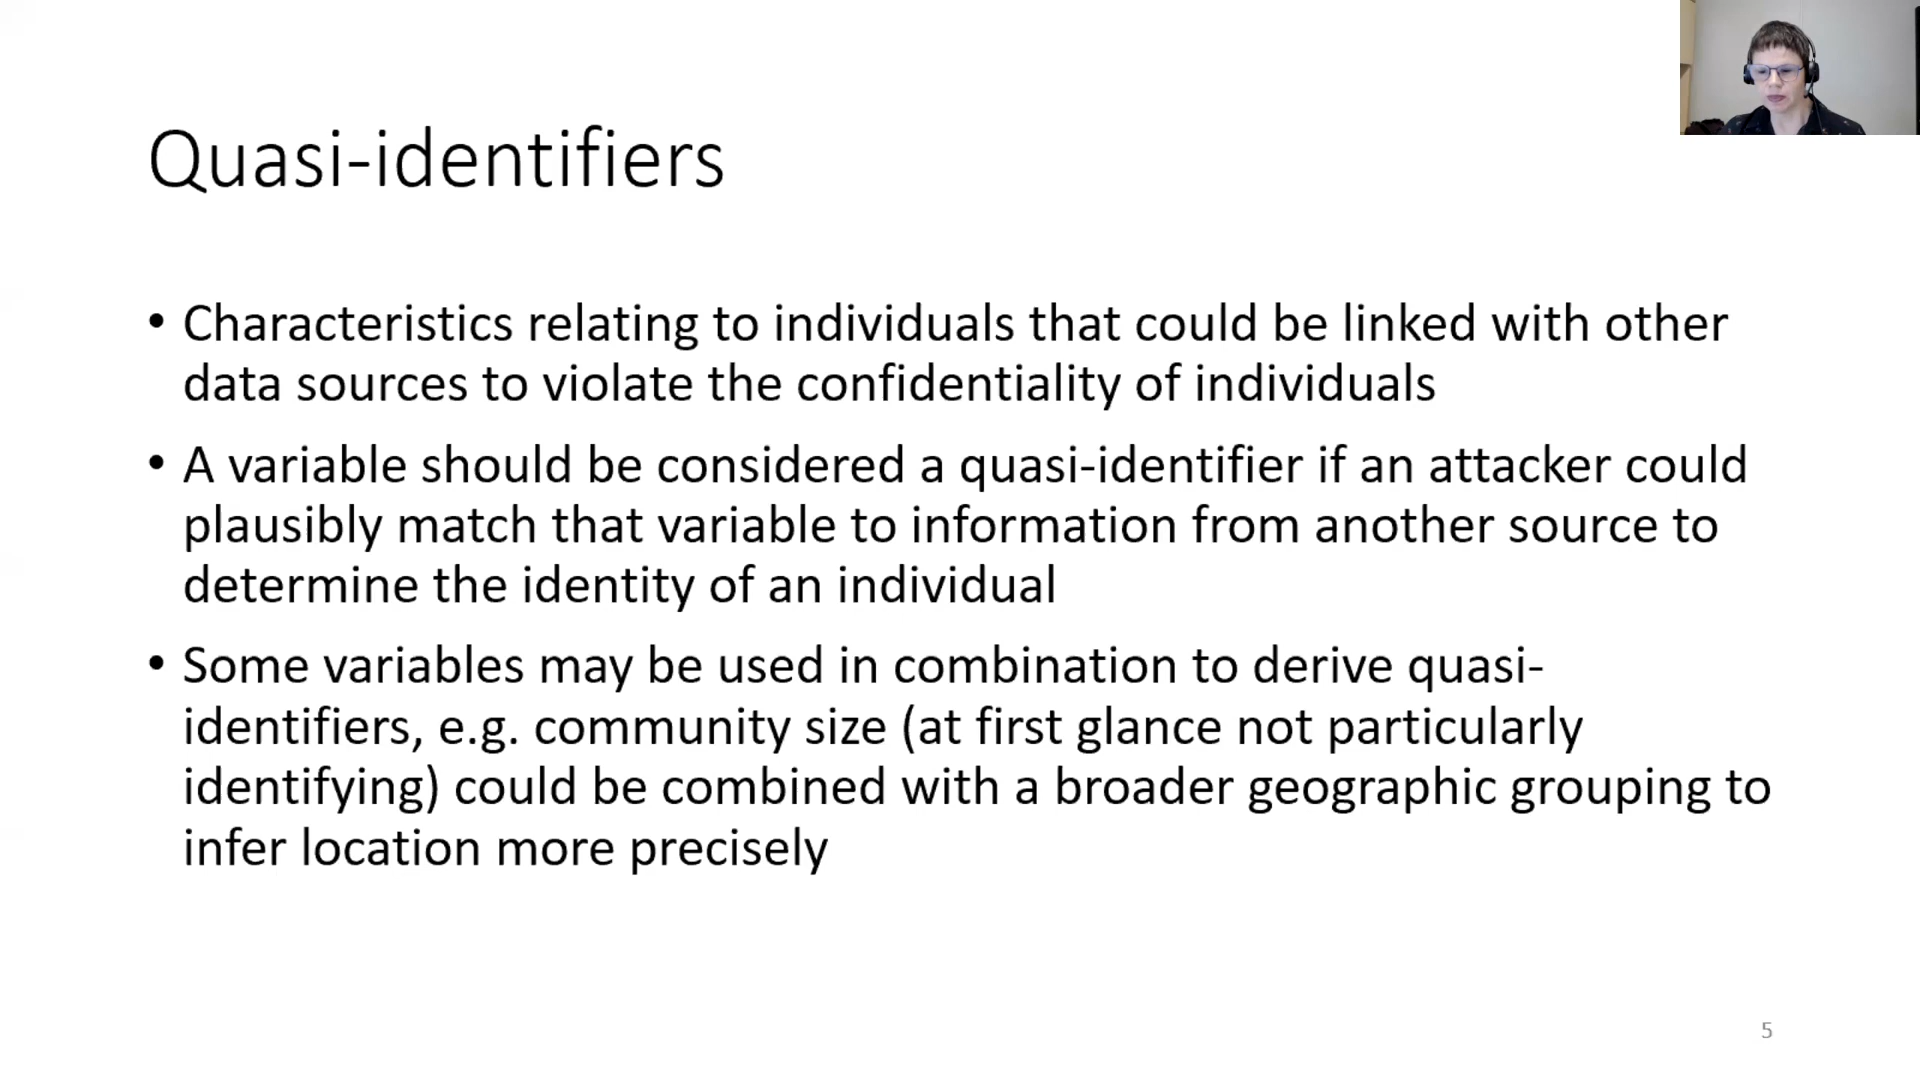 Quasi-identifiers
• Characteristics relating to individuals that could be linked with other
data sources to violate the confidentiality of individuals
• A variable should be considered a quasi-identifier if an attacker could
plausibly match that variable to information from another source to
determine the identity of an individual
• Some variables may be used in combination to derive quasi-
identifiers, e.g. community size (at first glance not particularly
identifying) could be combined with a broader geographic grouping to
infer location more precisely
5